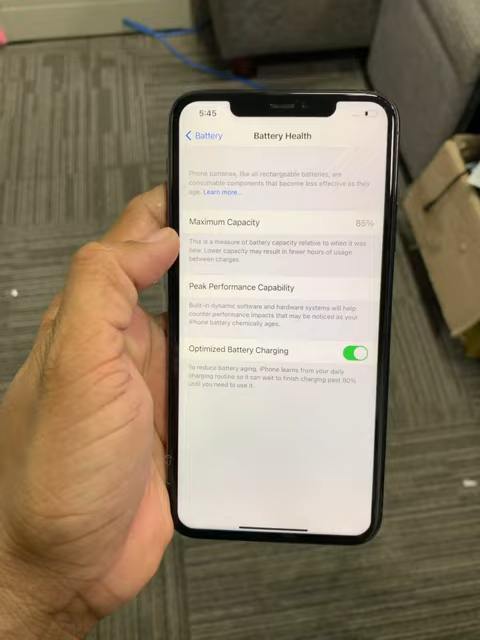 5:45
Battery
Battery Health
Phone batteries, like all rechargeable batteries, are
consumable components that become less effective as they
age. Learn more...
Maximum Capacity 85%
This is a measure of battery capacity relative to when it was
new. Lower capacity may result in fewer hours of usage
between charges.
Peak Performance Capability
Built-in dynamic software and hardware systems will help
counter performance impacts that may be noticed as your
iPhone battery chemically ages.
Optimized Battery Charging
To reduce battery aging, iPhone learns from your daily
charging routine so it can wait to finish charging past 80%
until you need to use it.